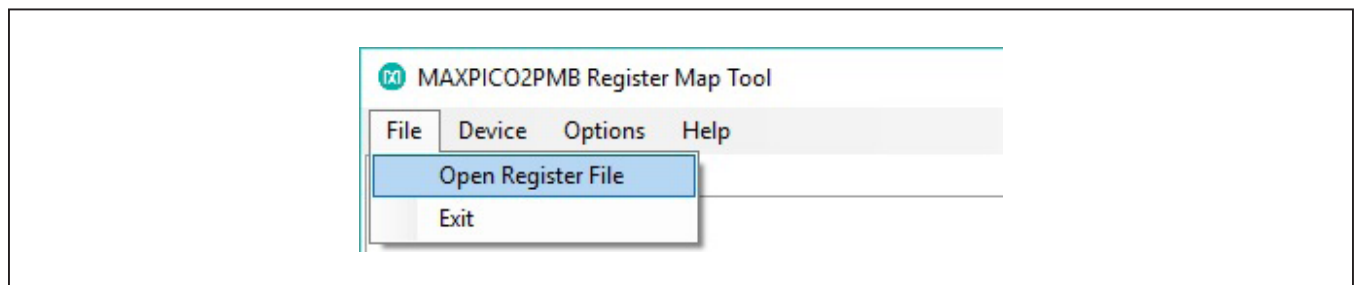 MAXPICO2PMB Register Map Tool
File Device Options Help
Open Register File
Exit